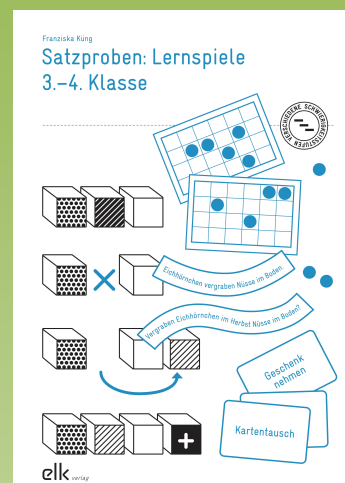 Franziska Küng
Satzproben: Lernspiele
3.–4. Klasse
VERSCHIEDENE SCHWIERIGKEITSSTUFEN
Eichhörnchen vergraben Nüsse im Boden.
Vergraben Eichhörnchen im Herbst Nüsse im Boden?
Geschenk
nehmen
Kartentausch
elk verlag